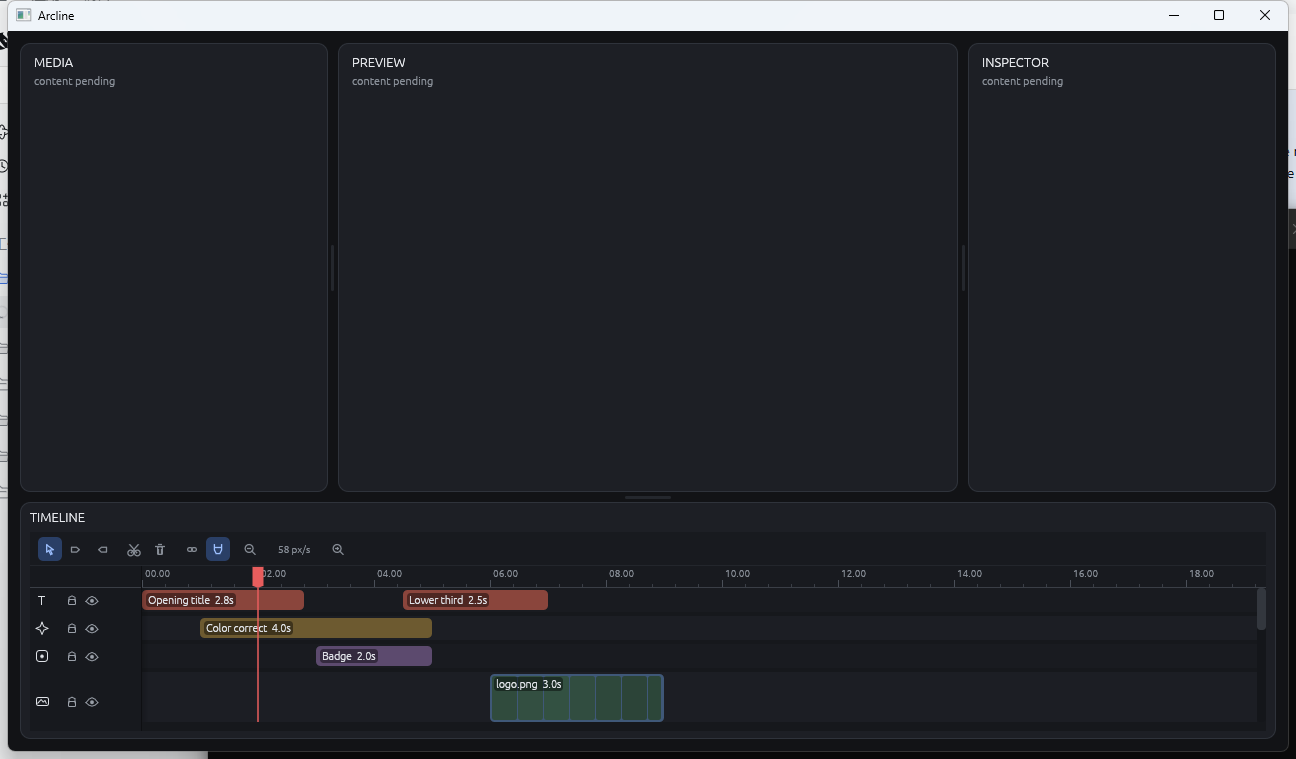 Arcline
MEDIA
content pending
PREVIEW
content pending
INSPECTOR
content pending
TIMELINE
58 px/s
00.00 02.00 04.00 06.00 08.00 10.00 12.00 14.00 16.00 18.00
T
Opening title 2.8s
Lower third 2.5s
Color correct 4.0s
Badge 2.0s
logo.png 3.0s